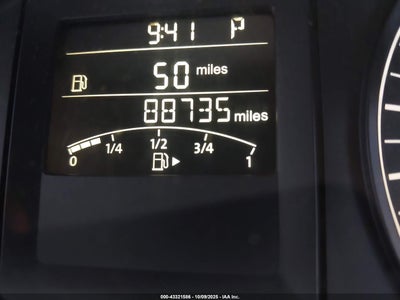 9:41 P
50 miles
88735 miles
0 1/4 1/2 3/4 1
000-43321586 - 10/09/2025 - IAA Inc.